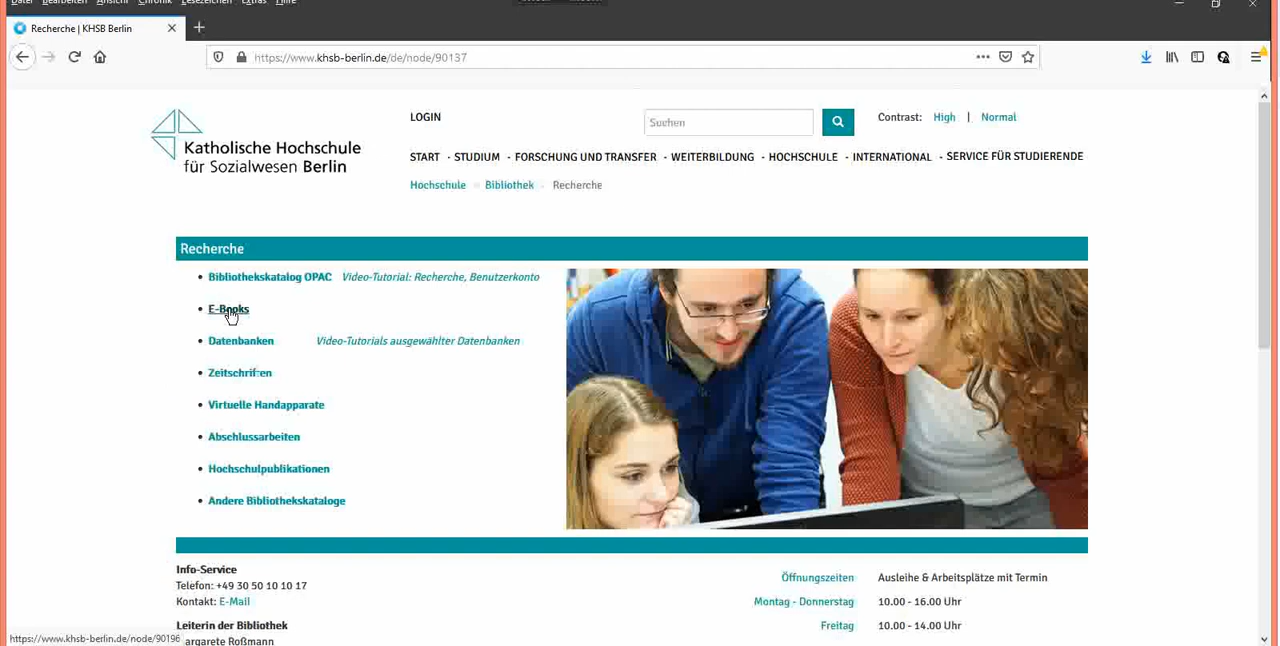 Datei Bearbeiten Ansicht Chronik Lesezeichen Extras Hilfe
Recherche | KHSB Berlin
https://www.khsb-berlin.de/de/node/90137
Katholische Hochschule
für Sozialwesen Berlin
LOGIN
Suchen
Contrast: High | Normal
START · STUDIUM · FORSCHUNG UND TRANSFER · WEITERBILDUNG · HOCHSCHULE · INTERNATIONAL · SERVICE FÜR STUDIERENDE
Hochschule Bibliothek Recherche
Recherche
• Bibliothekskatalog OPAC Video-Tutorial: Recherche, Benutzerkonto
• E-Books
• Datenbanken Video-Tutorials ausgewählter Datenbanken
• Zeitschriften
• Virtuelle Handapparate
• Abschlussarbeiten
• Hochschulpublikationen
• Andere Bibliothekskataloge
Info-Service
Telefon: +49 30 50 10 10 17
Kontakt: E-Mail
Leiterin der Bibliothek
argarete Roßmann
Öffnungszeiten Ausleihe & Arbeitsplätze mit Termin
Montag - Donnerstag 10.00 - 16.00 Uhr
Freitag 10.00 - 14.00 Uhr
https://www.khsb-berlin.de/node/90196